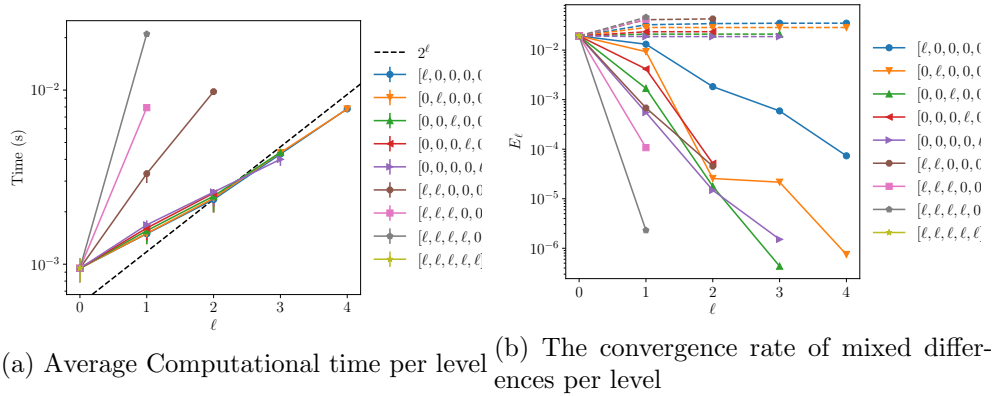 Time (s)
10^{-2}
10^{-3}
0 1 2 3 4
ℓ
2^ℓ
[ℓ, 0, 0, 0, 0
[0, ℓ, 0, 0, 0
[0, 0, ℓ, 0, 0
[0, 0, 0, ℓ, 0
[0, 0, 0, 0, ℓ
[ℓ, ℓ, 0, 0, 0
[ℓ, ℓ, ℓ, 0, 0
[ℓ, ℓ, ℓ, ℓ, 0
[ℓ, ℓ, ℓ, ℓ, ℓ]
(a) Average Computational time per level
E_ℓ
10^{-2}
10^{-3}
10^{-4}
10^{-5}
10^{-6}
0 1 2 3 4
ℓ
[ℓ, 0, 0, 0, 0
[0, ℓ, 0, 0, 0
[0, 0, ℓ, 0, 0
[0, 0, 0, ℓ, 0
[0, 0, 0, 0, ℓ
[ℓ, ℓ, 0, 0, 0
[ℓ, ℓ, ℓ, 0, 0
[ℓ, ℓ, ℓ, ℓ, 0
[ℓ, ℓ, ℓ, ℓ, ℓ]
(b) The convergence rate of mixed differ-
ences per level